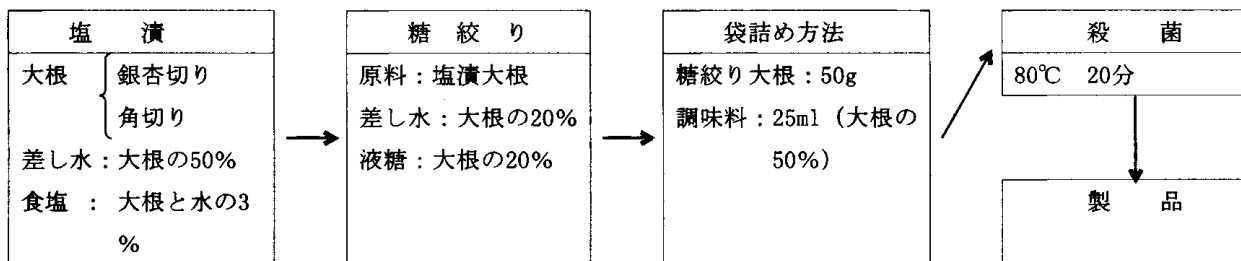 塩 漬
大根 銀杏切り
角切り
差し水：大根の50%
食塩 ： 大根と水の3
%
糖 絞 り
原料：塩漬大根
差し水：大根の20%
液糖：大根の20%
袋詰め方法
糖絞り大根：50g
調味料：25ml（大根の
50%）
殺 菌
80℃ 20分
製 品